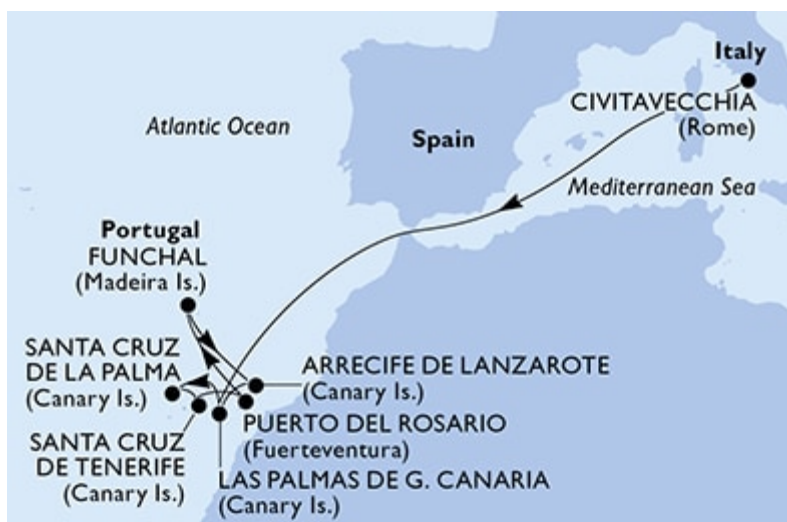 Italy
CIVITAVECCHIA
(Rome)
Atlantic Ocean
Spain
Mediterranean Sea
Portugal
FUNCHAL
(Madeira Is.)
SANTA CRUZ
DE LA PALMA
(Canary Is.)
ARRECIFE DE LANZAROTE
(Canary Is.)
PUERTO DEL ROSARIO
(Fuerteventura)
SANTA CRUZ
DE TENERIFE
(Canary Is.)
LAS PALMAS DE G. CANARIA
(Canary Is.)